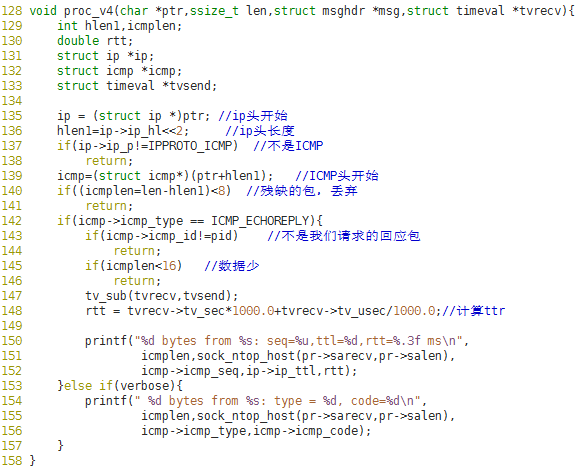 128 void proc_v4(char *ptr,ssize_t len,struct msghdr *msg,struct timeval *tvrecv){
129     int hlen1,icmplen;
130     double rtt;
131     struct ip *ip;
132     struct icmp *icmp;
133     struct timeval *tvsend;
134
135     ip = (struct ip *)ptr; //ip头开始
136     hlen1=ip->ip_hl<<2;     //ip头长度
137     if(ip->ip_p!=IPPROTO_ICMP)  //不是ICMP
138         return;
139     icmp=(struct icmp*)(ptr+hlen1);   //ICMP头开始
140     if((icmplen=len-hlen1)<8)  //残缺的包，丢弃
141         return;
142     if(icmp->icmp_type == ICMP_ECHOREPLY){
143         if(icmp->icmp_id!=pid)    //不是我们请求的回应包
144             return;
145         if(icmplen<16)   //数据少
146             return;
147         tv_sub(tvrecv,tvsend);
148         rtt = tvrecv->tv_sec*1000.0+tvrecv->tv_usec/1000.0;//计算ttr
149
150         printf("%d bytes from %s: seq=%u,ttl=%d,rtt=%.3f ms\n",
151                 icmplen,sock_ntop_host(pr->sarecv,pr->salen),
152                 icmp->icmp_seq,ip->ip_ttl,rtt);
153     }else if(verbose){
154         printf(" %d bytes from %s: type = %d, code=%d\n",
155                 icmplen,sock_ntop_host(pr->sarecv,pr->salen),
156                 icmp->icmp_type,icmp->icmp_code);
157     }
158 }